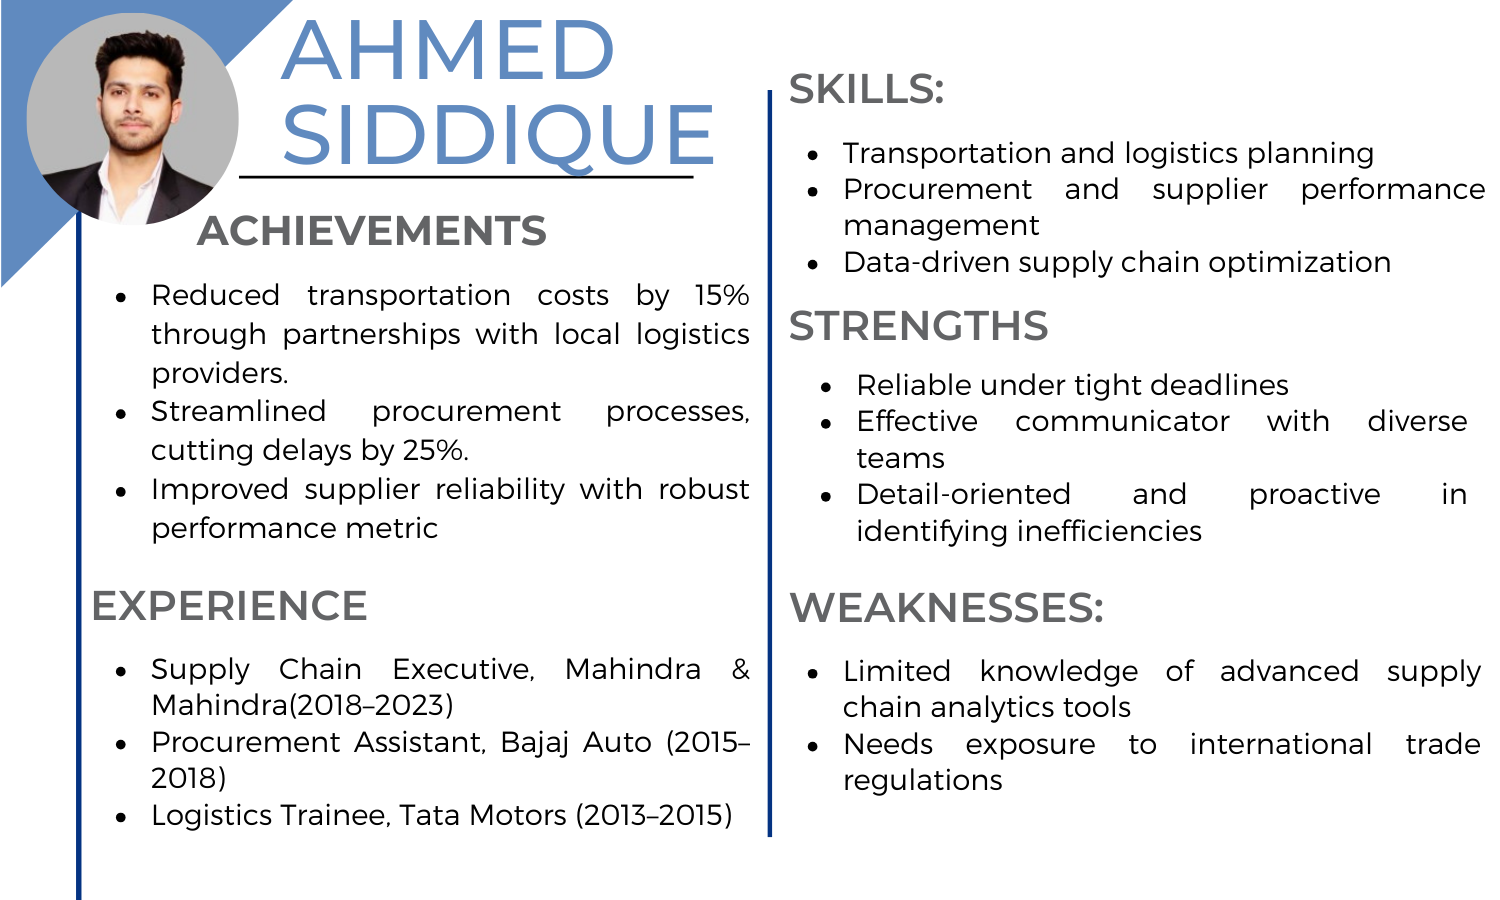 AHMED
SIDDIQUE
ACHIEVEMENTS
• Reduced transportation costs by 15%
through partnerships with local logistics
providers.
• Streamlined procurement processes,
cutting delays by 25%.
• Improved supplier reliability with robust
performance metric
EXPERIENCE
• Supply Chain Executive, Mahindra &
Mahindra(2018–2023)
• Procurement Assistant, Bajaj Auto (2015–
2018)
• Logistics Trainee, Tata Motors (2013–2015)
SKILLS:
• Transportation and logistics planning
• Procurement and supplier performance
management
• Data-driven supply chain optimization
STRENGTHS
• Reliable under tight deadlines
• Effective communicator with diverse
teams
• Detail-oriented and proactive in
identifying inefficiencies
WEAKNESSES:
• Limited knowledge of advanced supply
chain analytics tools
• Needs exposure to international trade
regulations